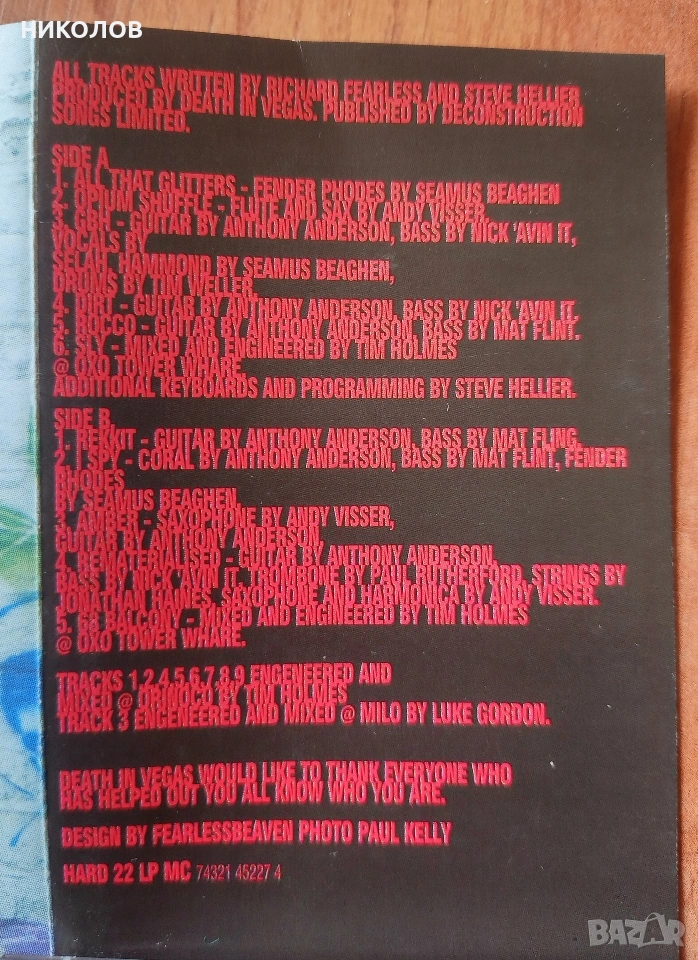 НИКОЛОВ
ALL TRACKS WRITTEN BY RICHARD FEARLESS AND STEVE HELLIER
PRODUCED BY DEATH IN VEGAS. PUBLISHED BY DECONSTRUCTION
SONGS LIMITED.
SIDE A
1. ALL THAT GLITTERS - FENDER PHODES BY SEAMUS BEAGHEN
2. OPIUM SHUFFLE - FLUTE AND SAX BY ANDY VISSER.
3. GBH - GUITAR BY ANTHONY ANDERSON, BASS BY NICK 'AVIN IT,
VOCALS BY
SELAH, HAMMOND BY SEAMUS BEAGHEN,
DRUMS BY TIM WELLER.
4. DIRT - GUITAR BY ANTHONY ANDERSON, BASS BY NICK 'AVIN IT.
5. ROCCO - GUITAR BY ANTHONY ANDERSON, BASS BY MAT FLINT.
6. SLY - MIXED AND ENGINEERED BY TIM HOLMES
@ OXO TOWER WHARE.
ADDITIONAL KEYBOARDS AND PROGRAMMING BY STEVE HELLIER.
SIDE B.
1. REKKIT - GUITAR BY ANTHONY ANDERSON, BASS BY MAT FLING.
2. I SPY - CORAL BY ANTHONY ANDERSON, BASS BY MAT FLINT, FENDER
RHODES
BY SEAMUS BEAGHEN.
3. AMBER - SAXOPHONE BY ANDY VISSER,
GUITAR BY ANTHONY ANDERSON.
4. REMATERIALISED - GUITAR BY ANTHONY ANDERSON,
BASS BY NICK 'AVIN IT, TROMBONE BY PAUL RUTHERFORD, STRINGS BY
JONATHAN HAWES, SAXOPHONE AND HARMONICA BY ANDY VISSER.
5. 68 BALCONY - MIXED AND ENGINEERED BY TIM HOLMES
@ OXO TOWER WHARE.
TRACKS 1,2,4,5,6,7,8,9 ENGENEERED AND
MIXED @ ORINOCO BY TIM HOLMES
TRACK 3 ENGENEERED AND MIXED @ MILO BY LUKE GORDON.
DEATH IN VEGAS WOULD LIKE TO THANK EVERYONE WHO
HAS HELPED OUT YOU ALL KNOW WHO YOU ARE.
DESIGN BY FEARLESSBEAVEN PHOTO PAUL KELLY
HARD 22 LP MC 74321 45227 4
BAZAR